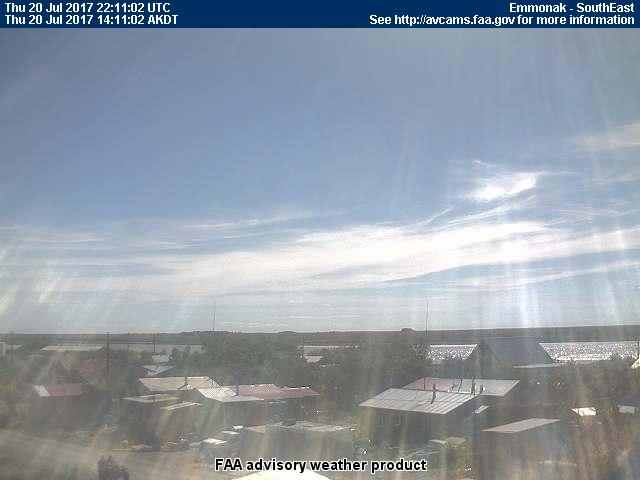 Thu 20 Jul 2017 22:11:02 UTC Emmonak - SouthEast
Thu 20 Jul 2017 14:11:02 AKDT See http://avcams.faa.gov for more information
FAA advisory weather product